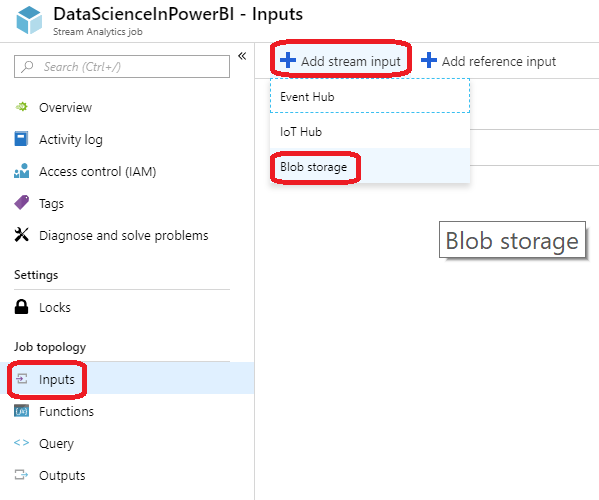 DataScienceInPowerBI - Inputs
Stream Analytics job
Search (Ctrl+/)
«
Add stream input
Add reference input
Overview
Activity log
Access control (IAM)
Tags
Diagnose and solve problems
Settings
Locks
Job topology
Inputs
Functions
Query
Outputs
Event Hub
IoT Hub
Blob storage
Blob storage